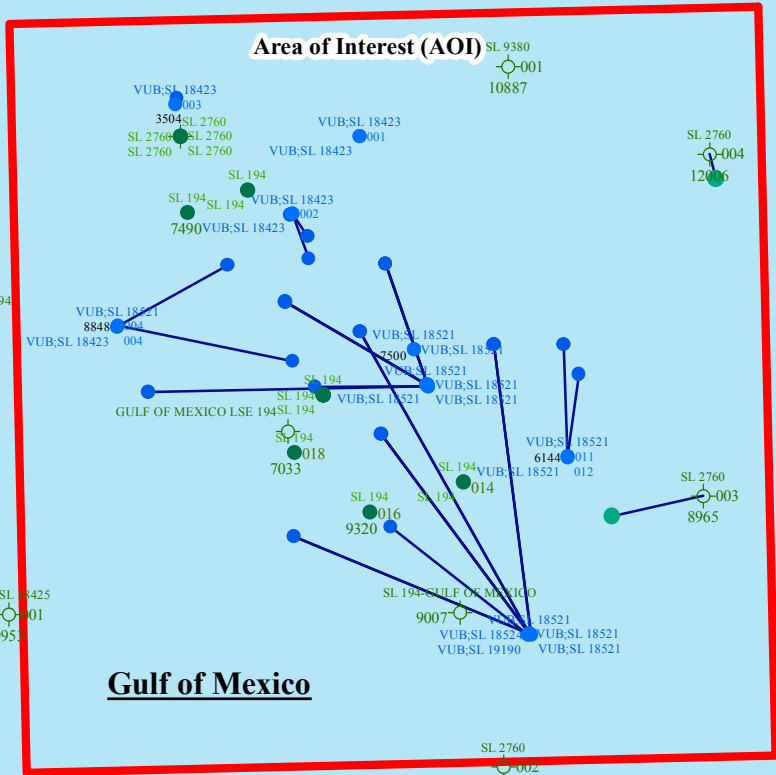 Area of Interest (AOI)
SL 9380
001
10887
VUB;SL 18423
003
3504
SL 2760
SL 2760
SL 2760
SL 2760
SL 2760
VUB;SL 18423
001
VUB;SL 18423
SL 2760
004
12006
SL 194
SL 194
SL 194
7490
VUB;SL 18423
002
VUB;SL 18423
94
VUB;SL 18521
8848
004
VUB;SL 18423
004
VUB;SL 18521
7500
VUB;SL 18521
VUB;SL 18521
VUB;SL 18521
VUB;SL 18521
VUB;SL 18521
SL 194
SL 194
GULF OF MEXICO LSE 194
SL 194
SL 194
018
7033
VUB;SL 18521
6144
011
VUB;SL 18521
012
SL 194
014
SL 194
SL 2760
003
8965
SL 194
016
9320
SL 18425
001
953
SL 194-GULF OF MEXICO
9007
VUB;SL 18521
VUB;SL 18524
VUB;SL 18521
VUB;SL 19190
VUB;SL 18521
Gulf of Mexico
SL 2760
002